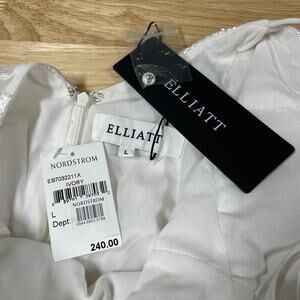 ELLIATT
ELLIATT
L
NORDSTROM
EB7032211X
IVORY
L
NORDSTROM
Dept:
240.00